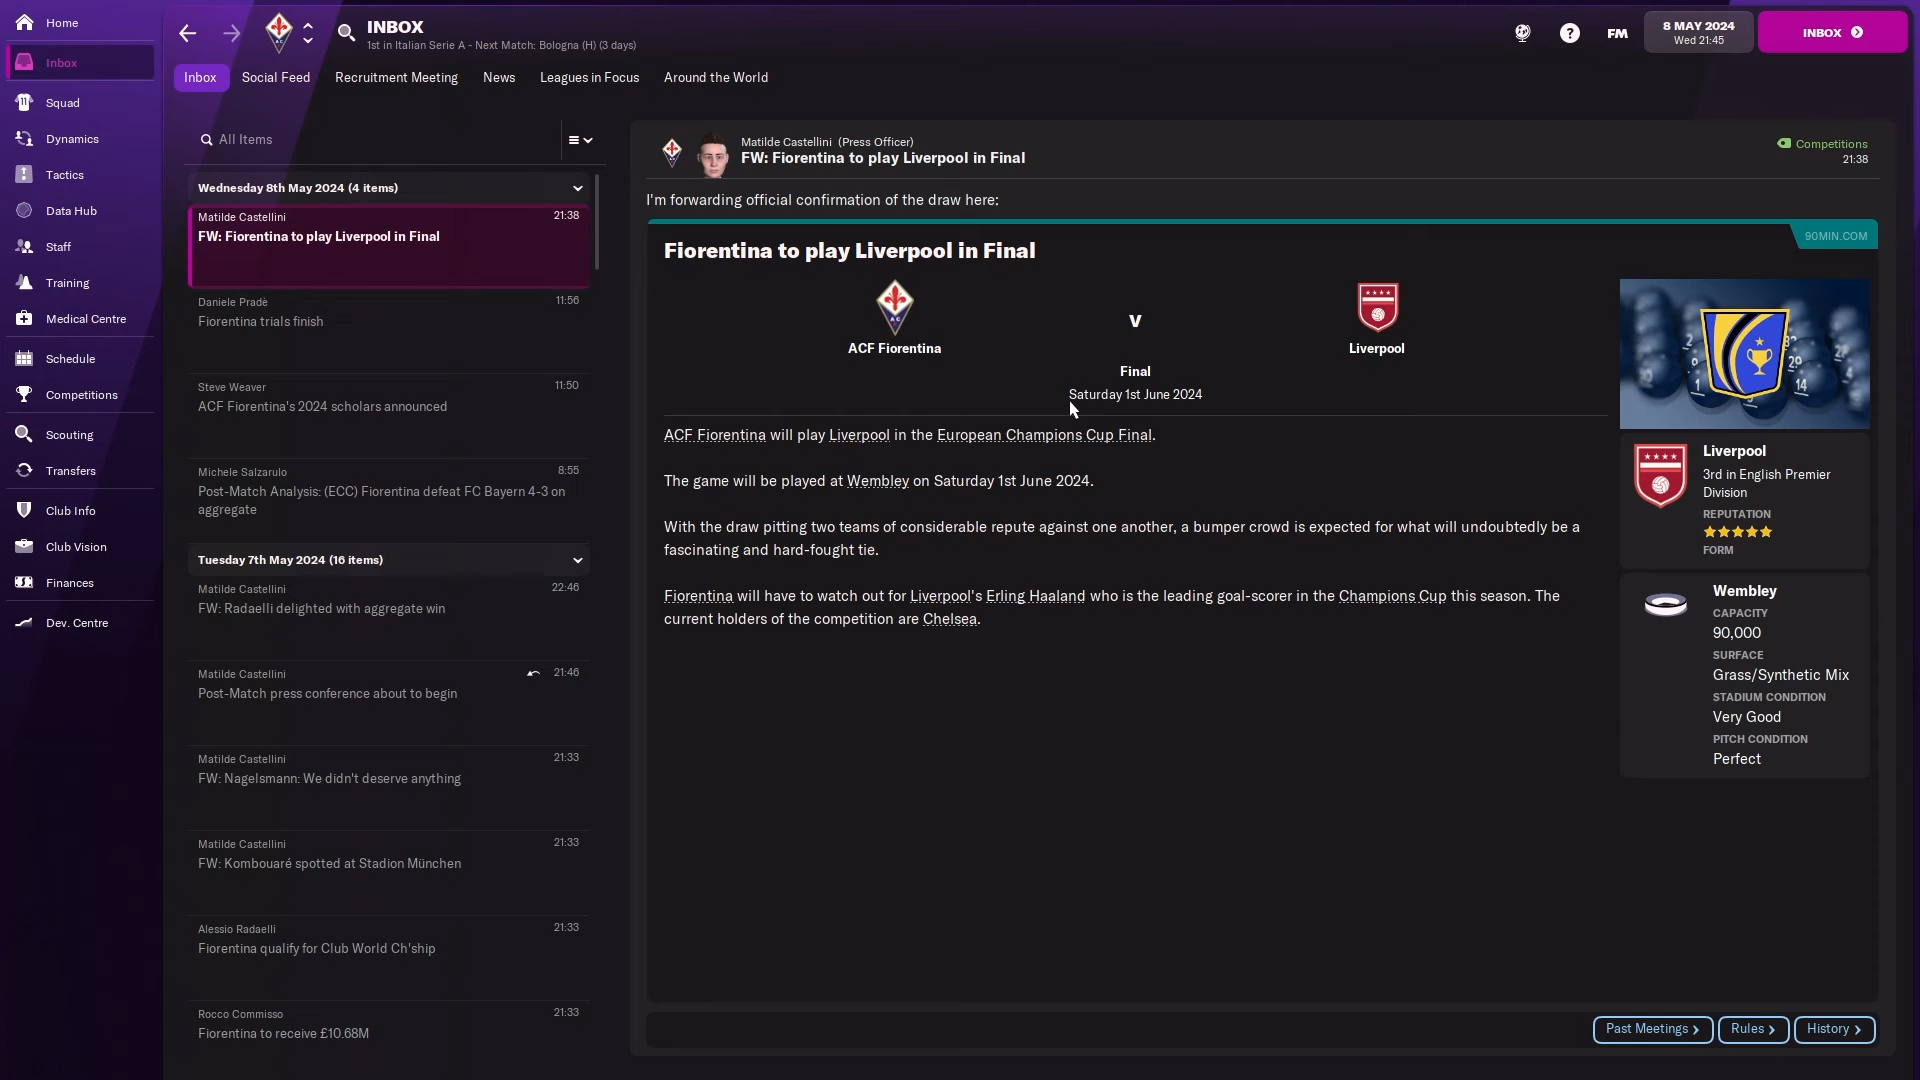 Home
Inbox
Squad
Dynamics
Tactics
Data Hub
Staff
Training
Medical Centre
Schedule
Competitions
Scouting
Transfers
Club Info
Club Vision
Finances
Dev. Centre
INBOX
1st in Italian Serie A - Next Match: Bologna (H) (3 days)
FM
8 MAY 2024
Wed 21:45
INBOX
Inbox Social Feed Recruitment Meeting News Leagues in Focus Around the World
All Items
Wednesday 8th May 2024 (4 items)
Matilde Castellini 21:38
FW: Fiorentina to play Liverpool in Final
Daniele Pradè 11:56
Fiorentina trials finish
Steve Weaver 11:50
ACF Fiorentina's 2024 scholars announced
Michele Salzarulo 8:55
Post-Match Analysis: (ECC) Fiorentina defeat FC Bayern 4-3 on
aggregate
Tuesday 7th May 2024 (16 items)
Matilde Castellini 22:46
FW: Radaelli delighted with aggregate win
Matilde Castellini 21:46
Post-Match press conference about to begin
Matilde Castellini 21:33
FW: Nagelsmann: We didn't deserve anything
Matilde Castellini 21:33
FW: Kombouaré spotted at Stadion München
Alessio Radaelli 21:33
Fiorentina qualify for Club World Ch'ship
Rocco Commisso 21:33
Fiorentina to receive £10.68M
Matilde Castellini (Press Officer)
FW: Fiorentina to play Liverpool in Final
Competitions
21:38
I'm forwarding official confirmation of the draw here:
90MIN.COM
Fiorentina to play Liverpool in Final
ACF Fiorentina
v
Liverpool
Final
Saturday 1st June 2024
ACF Fiorentina will play Liverpool in the European Champions Cup Final.
The game will be played at Wembley on Saturday 1st June 2024.
With the draw pitting two teams of considerable repute against one another, a bumper crowd is expected for what will undoubtedly be a
fascinating and hard-fought tie.
Fiorentina will have to watch out for Liverpool's Erling Haaland who is the leading goal-scorer in the Champions Cup this season. The
current holders of the competition are Chelsea.
Liverpool
3rd in English Premier
Division
REPUTATION
FORM
Wembley
CAPACITY
90,000
SURFACE
Grass/Synthetic Mix
STADIUM CONDITION
Very Good
PITCH CONDITION
Perfect
Past Meetings
Rules
History